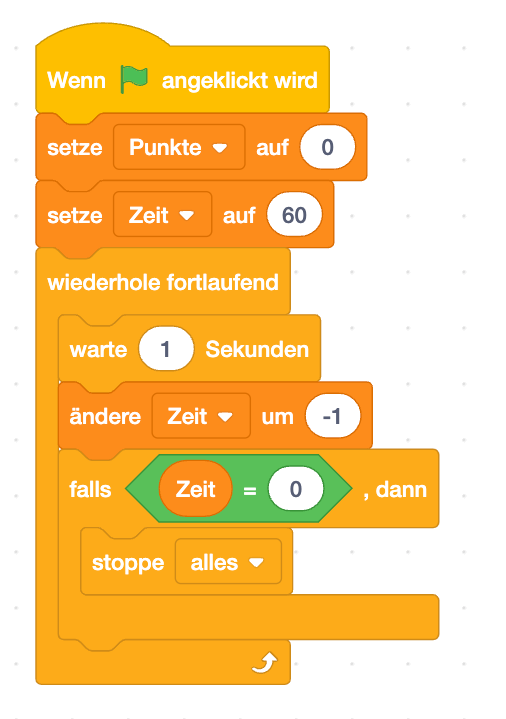 Wenn angeklickt wird
setze Punkte auf 0
setze Zeit auf 60
wiederhole fortlaufend
warte 1 Sekunden
ändere Zeit um -1
falls Zeit = 0 , dann
stoppe alles